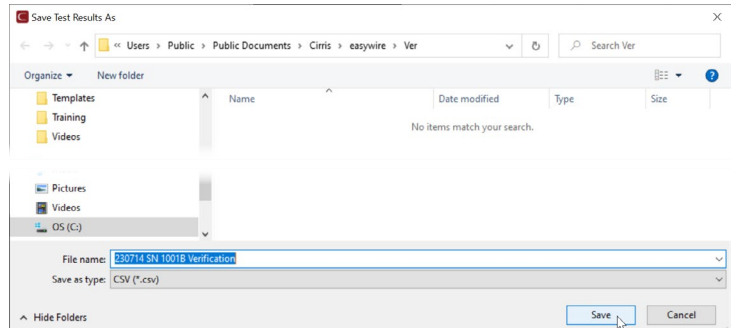 Save Test Results As
« Users > Public > Public Documents > Cirris > easywire > Ver
Search Ver
Organize New folder
Templates
Training
Videos
Name Date modified Type Size
No items match your search.
Pictures
Videos
OS (C:)
File name: 230714 SN 1001B Verification
Save as type: CSV (*.csv)
Hide Folders Save Cancel